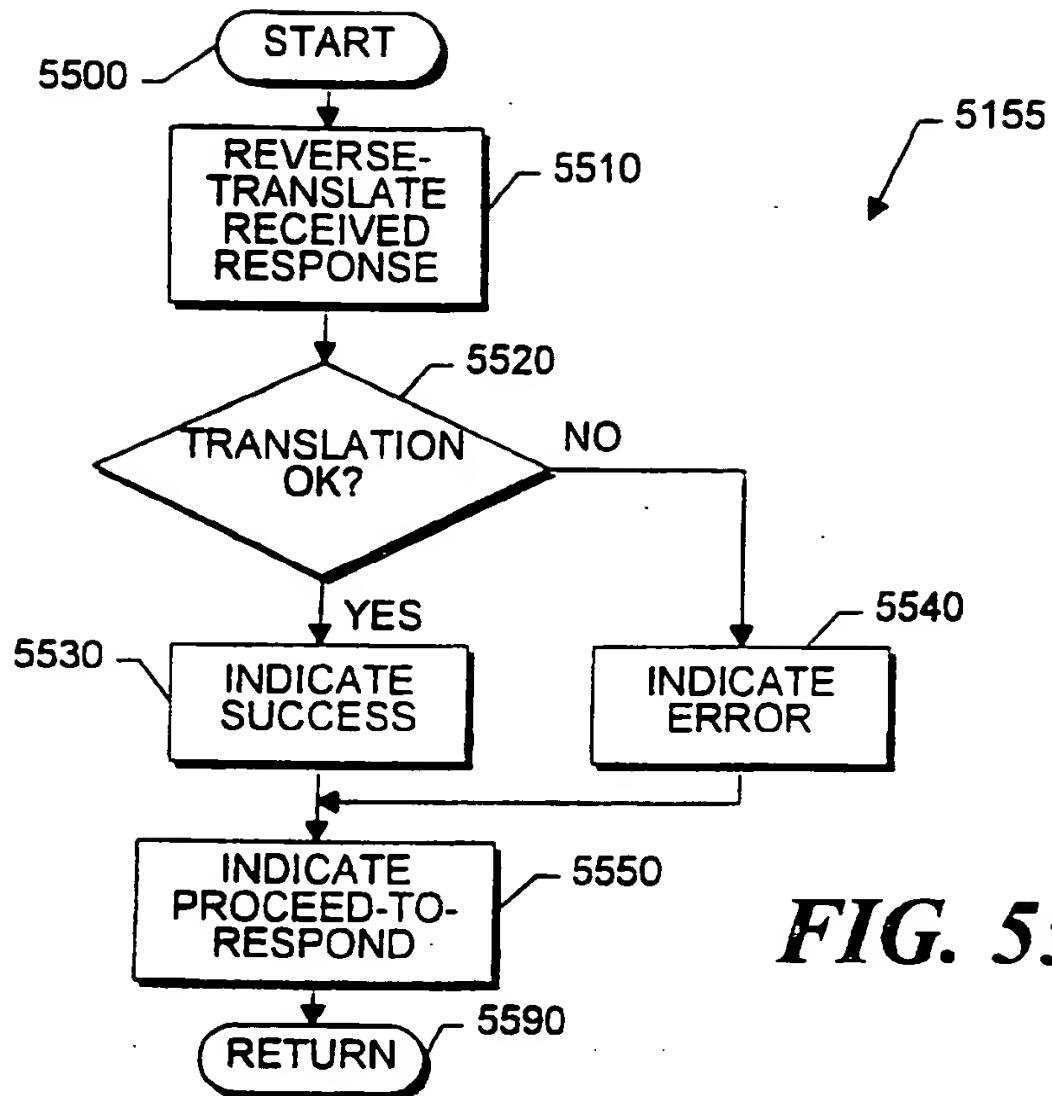 START
5500
5155
REVERSE-
TRANSLATE
RECEIVED
RESPONSE
5510
5520
TRANSLATION
OK?
NO
YES
5530
INDICATE
SUCCESS
5540
INDICATE
ERROR
INDICATE
PROCEED-TO-
RESPOND
5550
FIG.
RETURN
5590